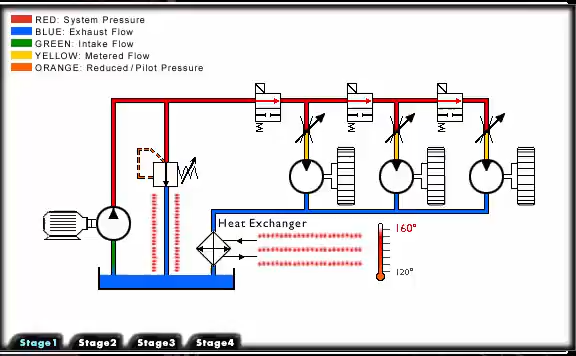 RED: System Pressure
BLUE: Exhaust Flow
GREEN: Intake Flow
YELLOW: Metered Flow
ORANGE: Reduced/Pilot Pressure
Heat Exchanger
160°
120°
Stage1 Stage2 Stage3 Stage4